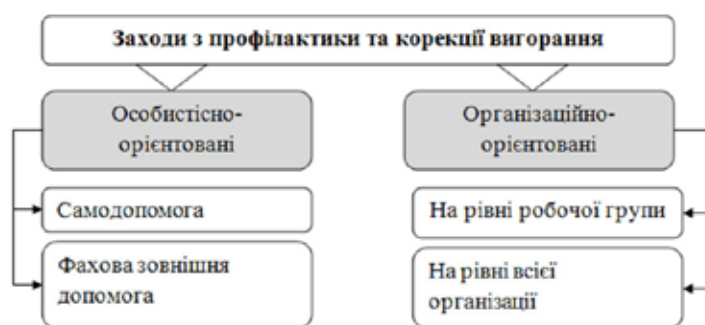 Заходи з профілактики та корекції вигорання
Особистісно-
орієнтовані
Самодопомога
Фахова зовнішня
допомога
Організаційно-
орієнтовані
На рівні робочої групи
На рівні всієї
організації